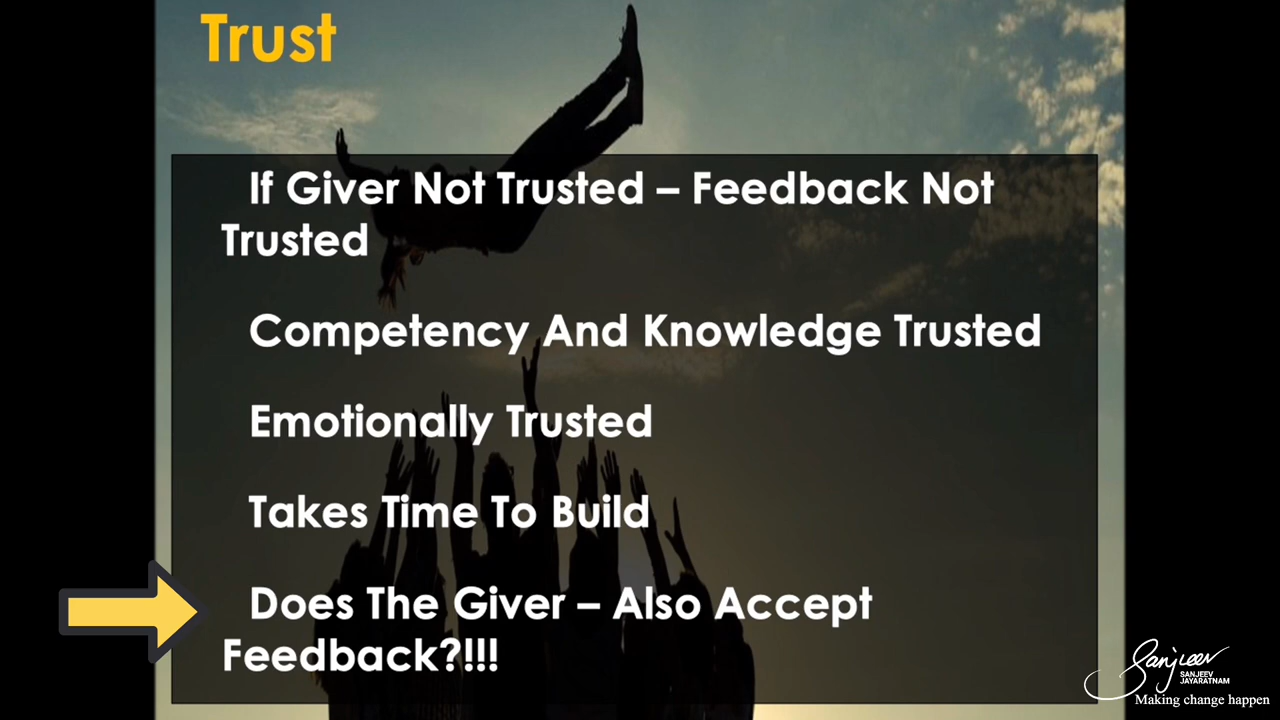 Trust
If Giver Not Trusted – Feedback Not
Trusted
Competency And Knowledge Trusted
Emotionally Trusted
Takes Time To Build
Does The Giver – Also Accept
Feedback?!!!
Sanjeev
SANJEEV
JAYARATNAM
Making change happen